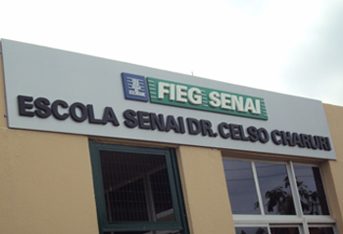 FIEG SENAI
ESCOLA SENAI DR. CELSO CHARURI